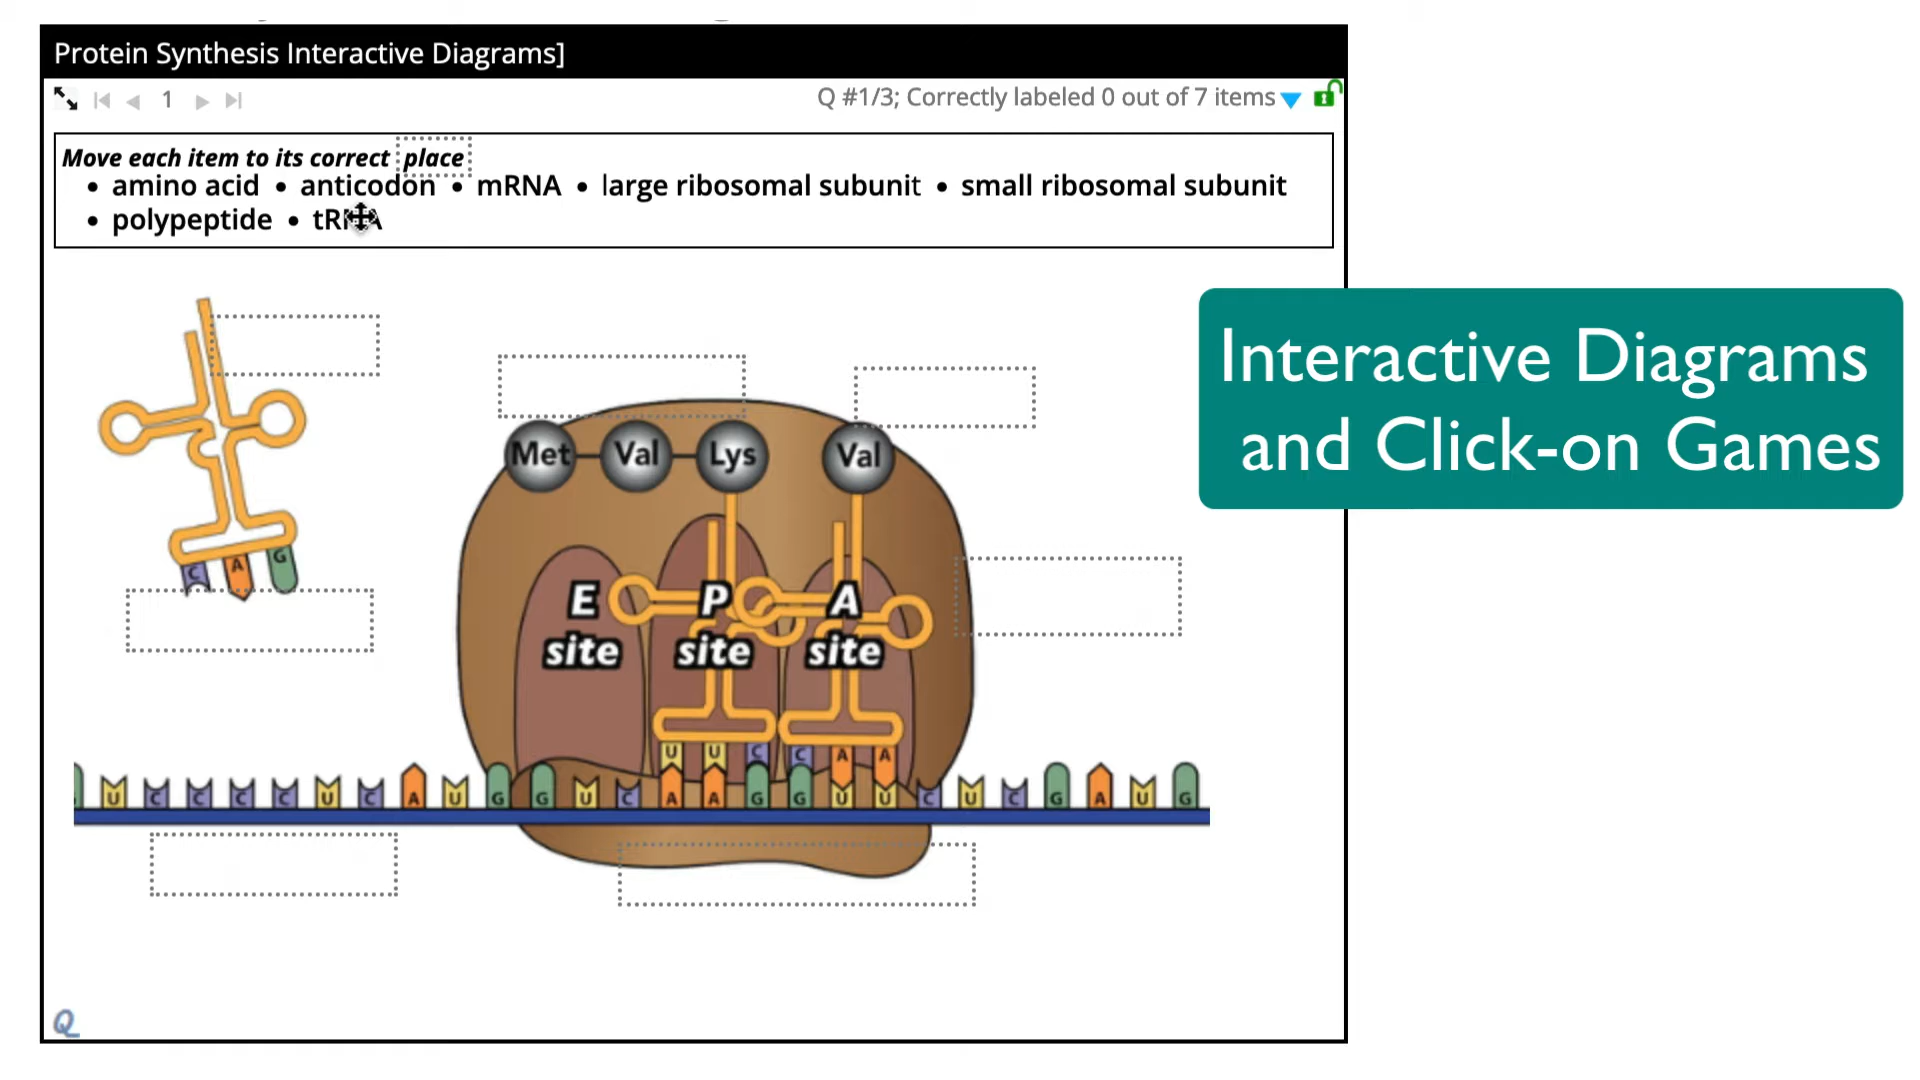 Protein Synthesis Interactive Diagrams]
1
Q #1/3; Correctly labeled 0 out of 7 items
Move each item to its correct place
• amino acid • anticodon • mRNA • large ribosomal subunit • small ribosomal subunit
• polypeptide • tRNA
Interactive Diagrams
and Click-on Games
Met Val Lys Val
C A G
E P A
site site site
U U C C A A
U C C C C U C A U G G U C A A G G U U C U C G A U G
Q